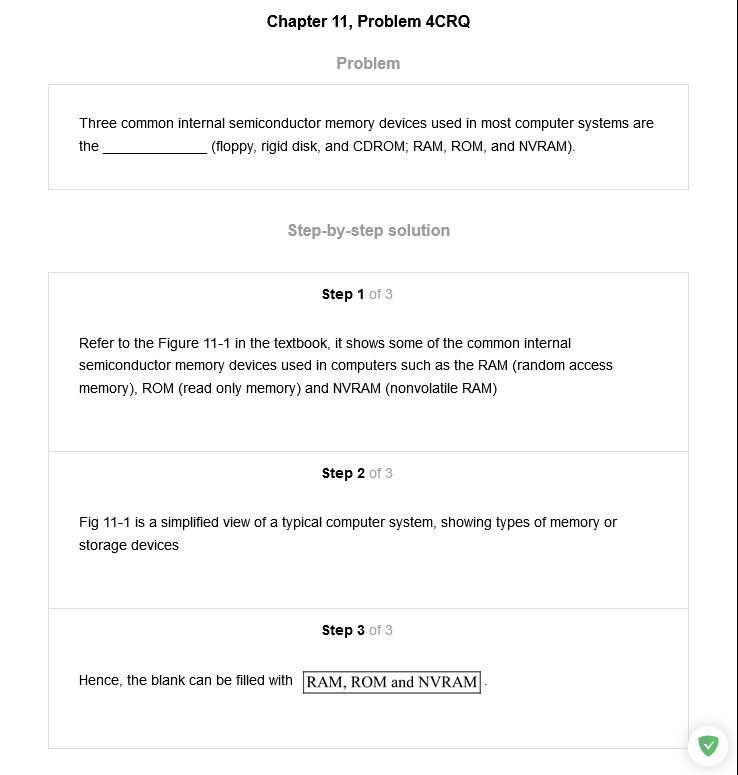 Chapter 11, Problem 4CRQ
Problem
Three common internal semiconductor memory devices used in most computer systems are
the ______________ (floppy, rigid disk, and CDROM; RAM, ROM, and NVRAM).
Step-by-step solution
Step 1 of 3
Refer to the Figure 11-1 in the textbook, it shows some of the common internal
semiconductor memory devices used in computers such as the RAM (random access
memory), ROM (read only memory) and NVRAM (nonvolatile RAM)
Step 2 of 3
Fig 11-1 is a simplified view of a typical computer system, showing types of memory or
storage devices
Step 3 of 3
Hence, the blank can be filled with RAM, ROM and NVRAM.